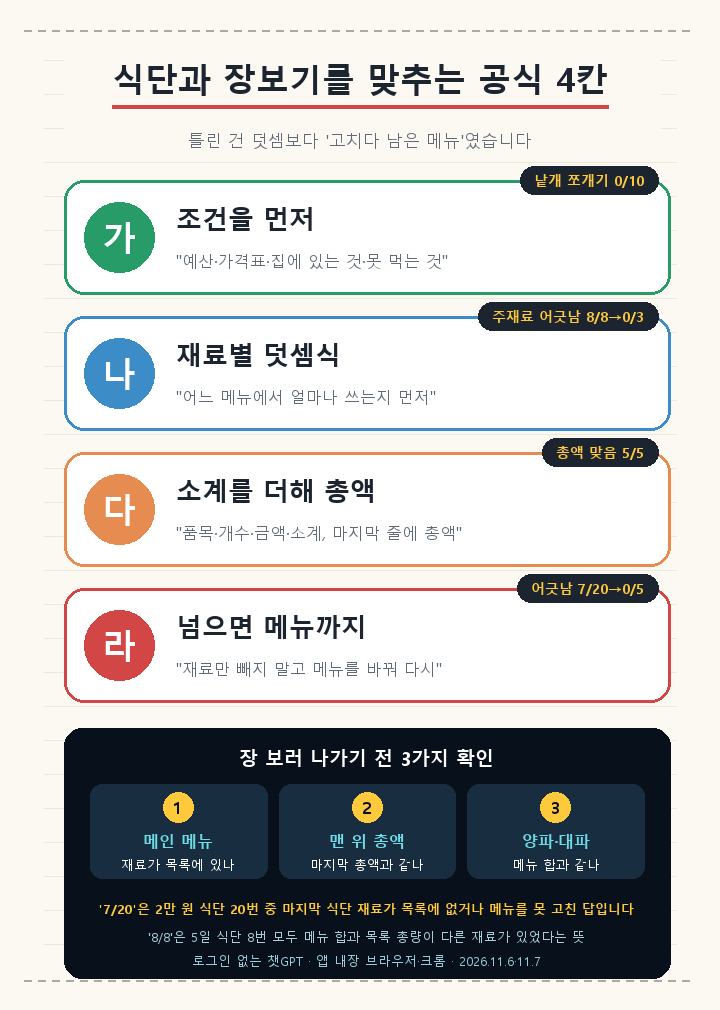 식단과 장보기를 맞추는 공식 4칸
틀린 건 덧셈보다 '고치다 남은 메뉴'였습니다
낱개 쪼개기 0/10
가
조건을 먼저
"예산·가격표·집에 있는 것·못 먹는 것"
주재료 어긋남 8/8→0/3
나
재료별 덧셈식
"어느 메뉴에서 얼마나 쓰는지 먼저"
총액 맞음 5/5
다
소계를 더해 총액
"품목·개수·금액·소계, 마지막 줄에 총액"
어긋남 7/20→0/5
라
넘으면 메뉴까지
"재료만 빼지 말고 메뉴를 바꿔 다시"
장 보러 나가기 전 3가지 확인
1
메인 메뉴
재료가 목록에 있나
2
맨 위 총액
마지막 총액과 같나
3
양파·대파
메뉴 합과 같나
'7/20'은 2만 원 식단 20번 중 마지막 식단 재료가 목록에 없거나 메뉴를 못 고친 답입니다
'8/8'은 5일 식단 8번 모두 메뉴 합과 목록 총량이 다른 재료가 있었다는 뜻
로그인 없는 챗GPT · 앱 내장 브라우저·크롬 · 2026.11.6·11.7